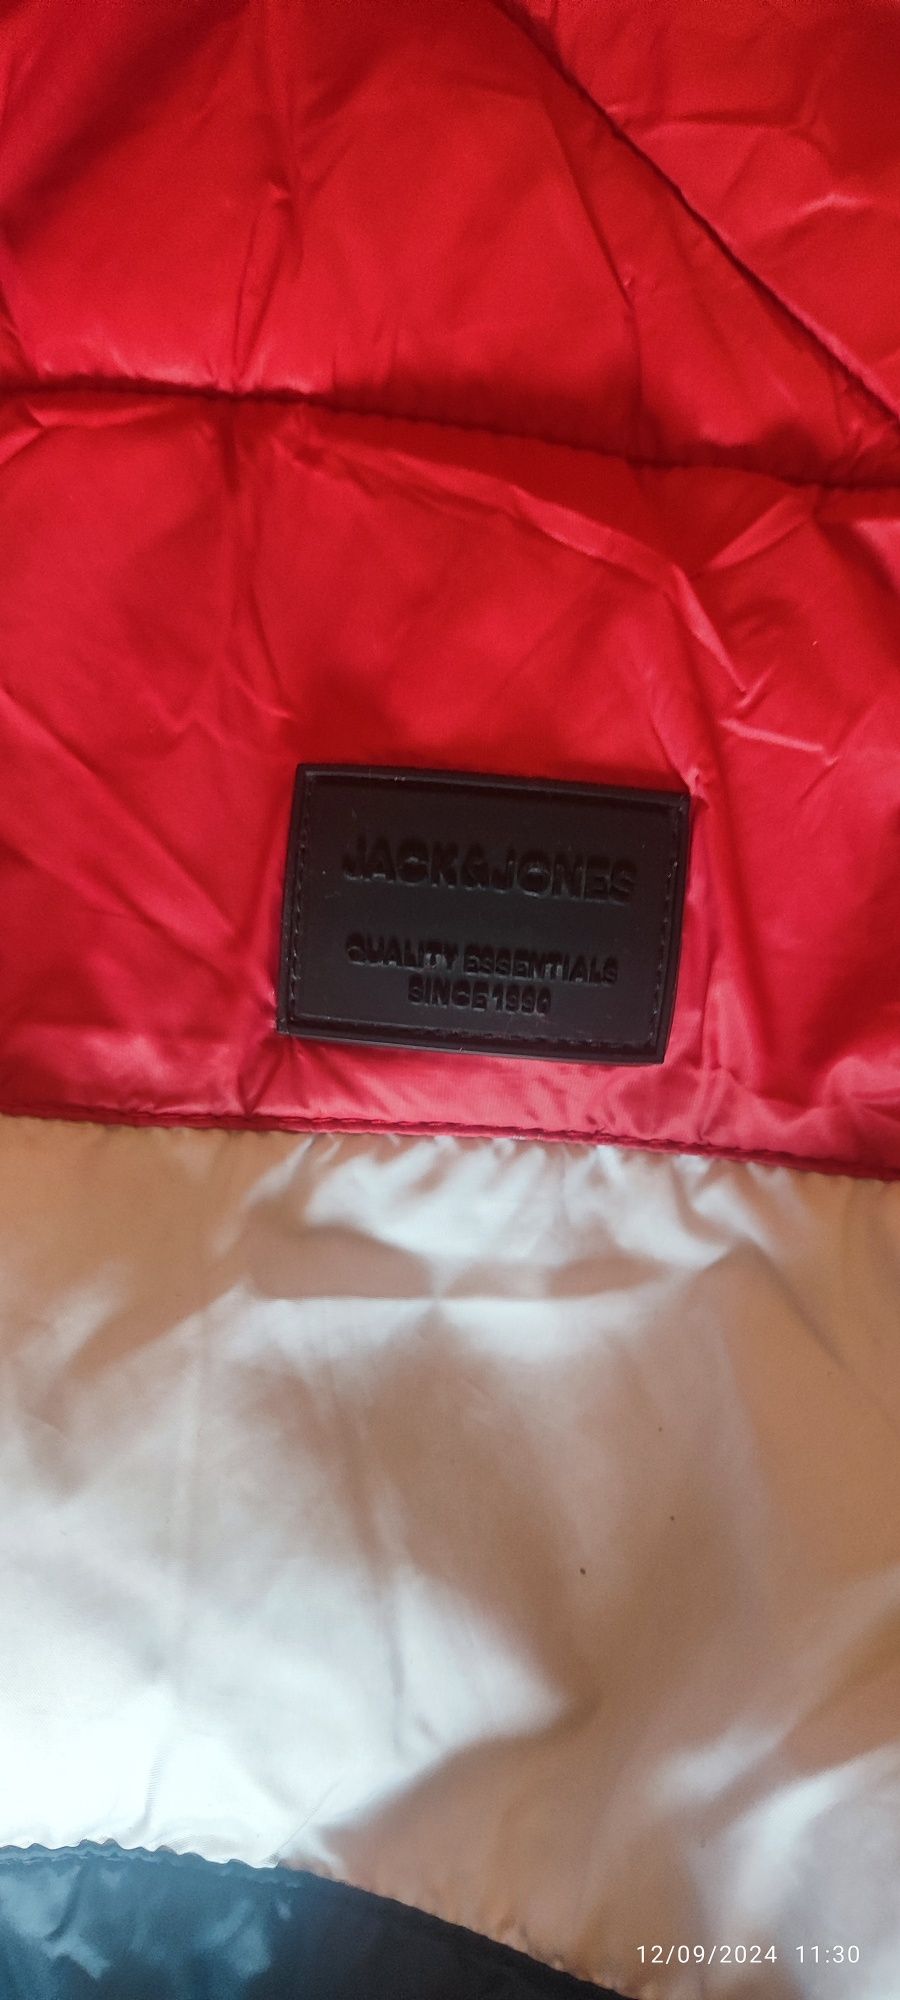 JACK&JONES
QUALITY ESSENTIALS
SINCE 1990
12/09/2024 11:30